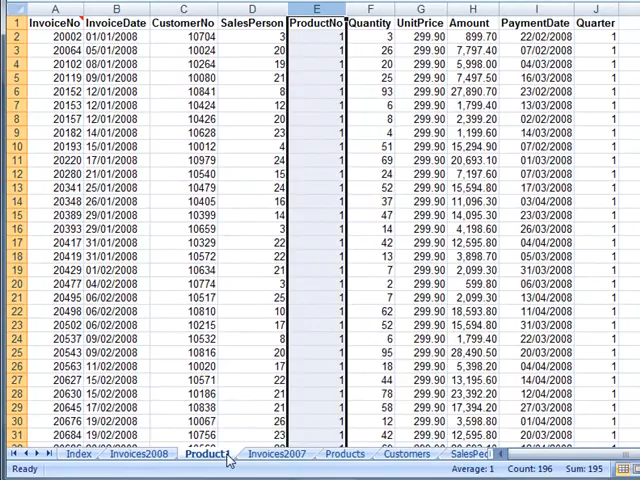 A B C D E F G H I J
1 InvoiceNo InvoiceDate CustomerNo SalesPerson ProductNo Quantity UnitPrice Amount PaymentDate Quarter
2 20002 01/01/2008 10704 3 1 3 299.90 899.70 22/02/2008 1
3 20064 05/01/2008 10024 20 1 26 299.90 7,797.40 07/02/2008 1
4 20102 08/01/2008 10264 19 1 20 299.90 5,998.00 04/03/2008 1
5 20119 09/01/2008 10080 21 1 25 299.90 7,497.50 16/03/2008 1
6 20152 12/01/2008 10841 8 1 93 299.90 27,890.70 23/02/2008 1
7 20153 12/01/2008 10424 12 1 6 299.90 1,799.40 13/03/2008 1
8 20157 12/01/2008 10426 20 1 8 299.90 2,399.20 02/02/2008 1
9 20182 14/01/2008 10628 23 1 4 299.90 1,199.60 14/03/2008 1
10 20193 15/01/2008 10012 4 1 51 299.90 15,294.90 07/02/2008 1
11 20220 17/01/2008 10979 24 1 69 299.90 20,693.10 01/03/2008 1
12 20280 21/01/2008 10540 15 1 24 299.90 7,197.60 07/03/2008 1
13 20341 25/01/2008 10479 24 1 52 299.90 15,594.80 17/03/2008 1
14 20348 26/01/2008 10405 16 1 37 299.90 11,096.30 03/04/2008 1
15 20389 29/01/2008 10399 14 1 47 299.90 14,095.30 23/03/2008 1
16 20393 29/01/2008 10659 3 1 14 299.90 4,198.60 26/03/2008 1
17 20417 31/01/2008 10329 22 1 42 299.90 12,595.80 04/04/2008 1
18 20419 31/01/2008 10572 22 1 13 299.90 3,898.70 05/03/2008 1
19 20429 01/02/2008 10634 21 1 7 299.90 2,099.30 31/03/2008 1
20 20477 04/02/2008 10774 3 1 2 299.90 599.80 06/03/2008 1
21 20495 06/02/2008 10517 25 1 7 299.90 2,099.30 13/04/2008 1
22 20498 06/02/2008 10810 10 1 62 299.90 18,593.80 11/04/2008 1
23 20502 06/02/2008 10215 17 1 52 299.90 15,594.80 31/03/2008 1
24 20537 09/02/2008 10532 8 1 6 299.90 1,799.40 22/03/2008 1
25 20543 09/02/2008 10816 20 1 95 299.90 28,490.50 20/03/2008 1
26 20563 11/02/2008 10020 17 1 18 299.90 5,398.20 04/03/2008 1
27 20627 15/02/2008 10571 22 1 44 299.90 13,195.60 14/04/2008 1
28 20630 15/02/2008 10186 21 1 78 299.90 23,392.20 10/04/2008 1
29 20645 17/02/2008 10838 21 1 58 299.90 17,394.20 27/03/2008 1
30 20676 19/02/2008 10067 26 1 12 299.90 3,598.80 01/04/2008 1
31 20684 19/02/2008 10756 23 1 42 299.90 12,595.80 20/03/2008 1
Index Invoices2008 Product1 Invoices2007 Products Customers SalesPed
Ready Average: 1 Count: 196 Sum: 195